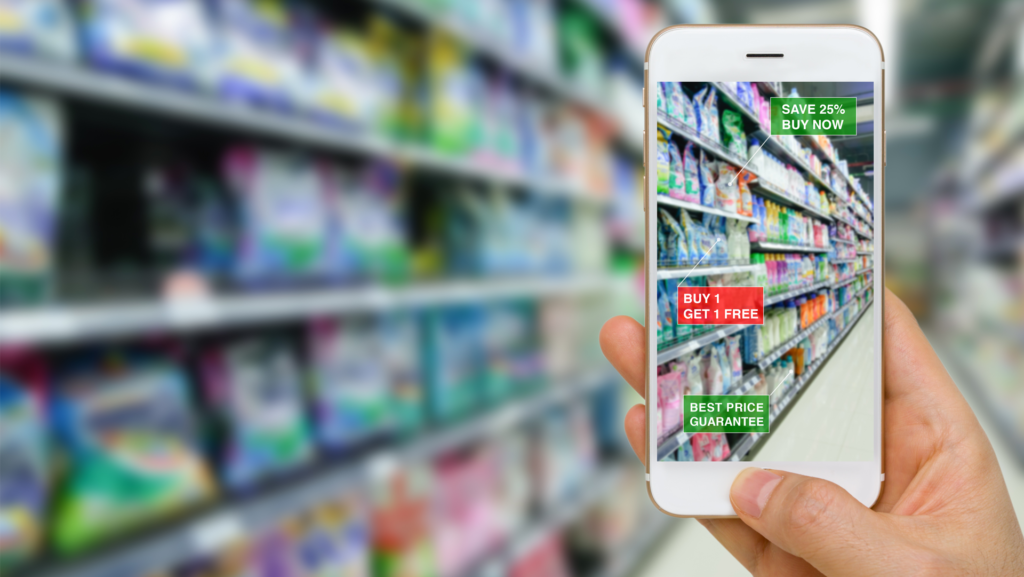 SAVE 25%
BUY NOW
BUY 1
GET 1 FREE
BEST PRICE
GUARANTEE